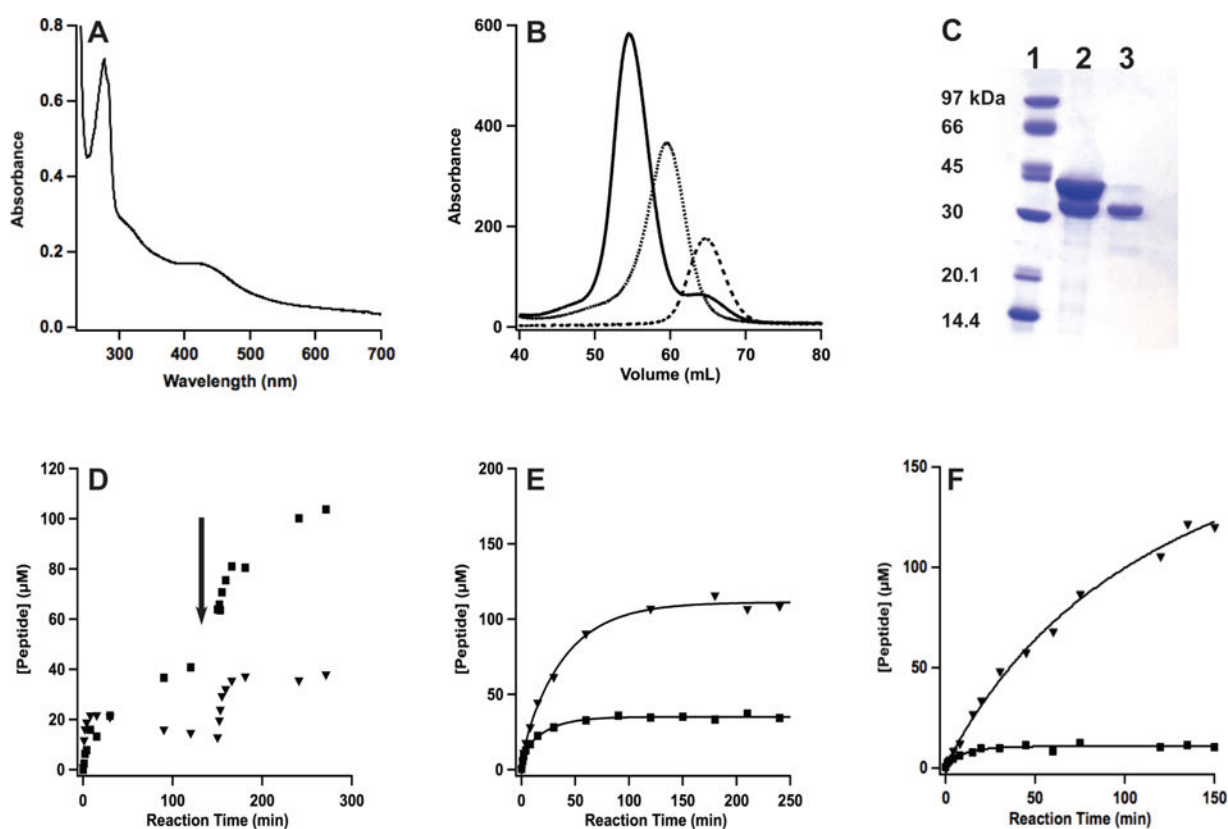 A
Absorbance
0.8
0.6
0.4
0.2
0.0
300 400 500 600 700
Wavelength (nm)
B
Absorbance
600
400
200
0
40 50 60 70 80
Volume (mL)
C
1 2 3
97 kDa
66
45
30
20.1
14.4
D
[Peptide] (µM)
120
100
80
60
40
20
0
0 100 200 300
Reaction Time (min)
E
[Peptide] (µM)
200
150
100
50
0
0 50 100 150 200 250
Reaction Time (min)
F
[Peptide] (µM)
150
100
50
0
0 50 100 150
Reaction Time (min)